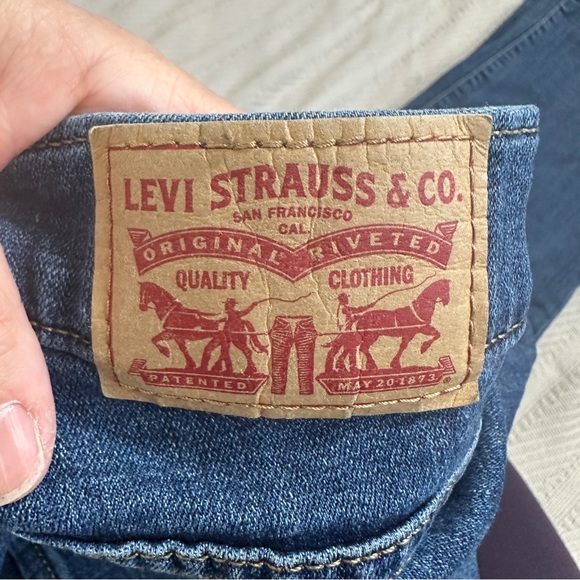 LEVI STRAUSS & CO.
SAN FRANCISCO
CAL.
ORIGINAL RIVETED
QUALITY CLOTHING
PATENTED MAY 20 1873 ®